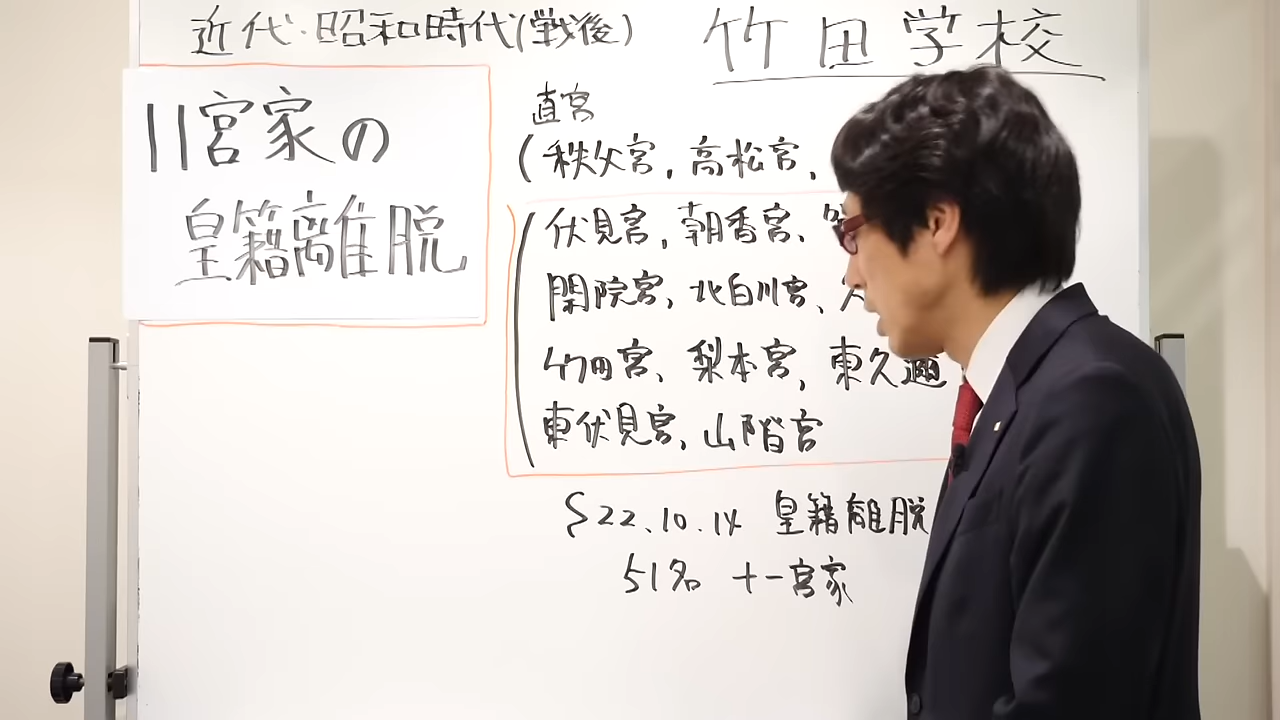 近代・昭和時代(戦後)
竹田学校
11宮家の
皇籍離脱
直宮
(秩父宮,高松宮、
伏見宮,朝香宮、
閑院宮,北白川宮、久
竹田宮、梨本宮,東久邇
東伏見宮,山階宮
S22.10.14 皇籍離脱
51名 十一宮家